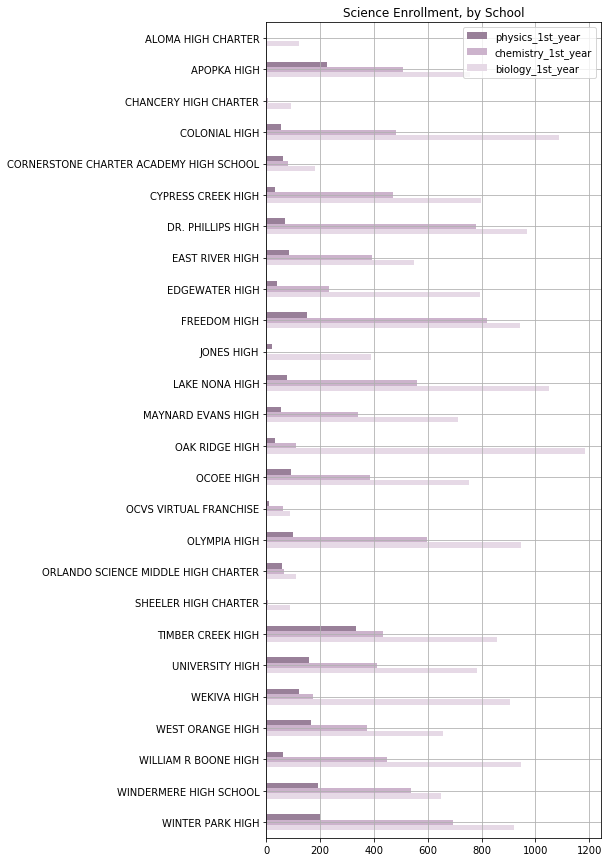 Science Enrollment, by School
physics_1st_year
chemistry_1st_year
biology_1st_year
ALOMA HIGH CHARTER
APOPKA HIGH
CHANCERY HIGH CHARTER
COLONIAL HIGH
CORNERSTONE CHARTER ACADEMY HIGH SCHOOL
CYPRESS CREEK HIGH
DR. PHILLIPS HIGH
EAST RIVER HIGH
EDGEWATER HIGH
FREEDOM HIGH
JONES HIGH
LAKE NONA HIGH
MAYNARD EVANS HIGH
OAK RIDGE HIGH
OCOEE HIGH
OCVS VIRTUAL FRANCHISE
OLYMPIA HIGH
ORLANDO SCIENCE MIDDLE HIGH CHARTER
SHEELER HIGH CHARTER
TIMBER CREEK HIGH
UNIVERSITY HIGH
WEKIVA HIGH
WEST ORANGE HIGH
WILLIAM R BOONE HIGH
WINDERMERE HIGH SCHOOL
WINTER PARK HIGH
0 200 400 600 800 1000 1200